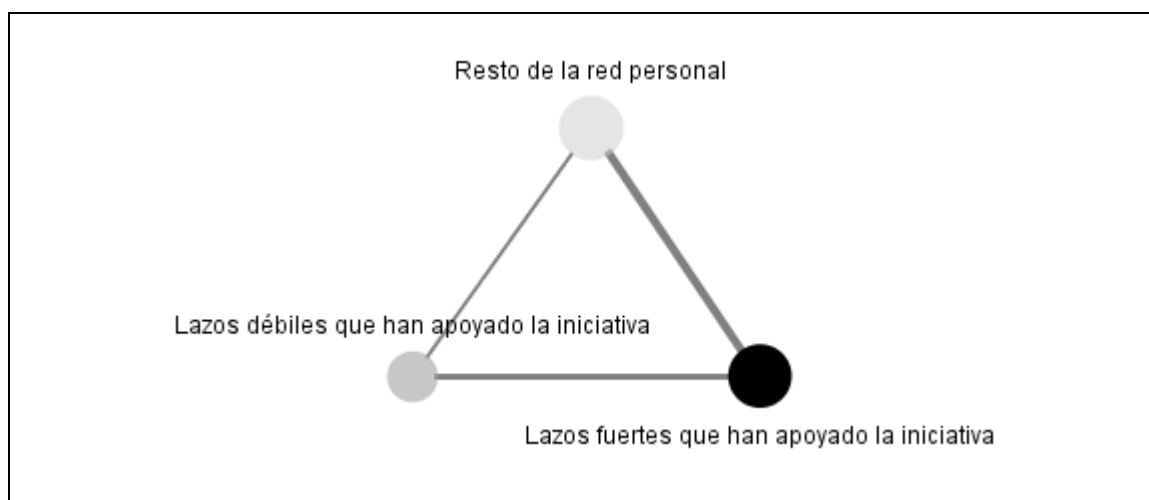 Resto de la red personal
Lazos débiles que han apoyado la iniciativa
Lazos fuertes que han apoyado la iniciativa